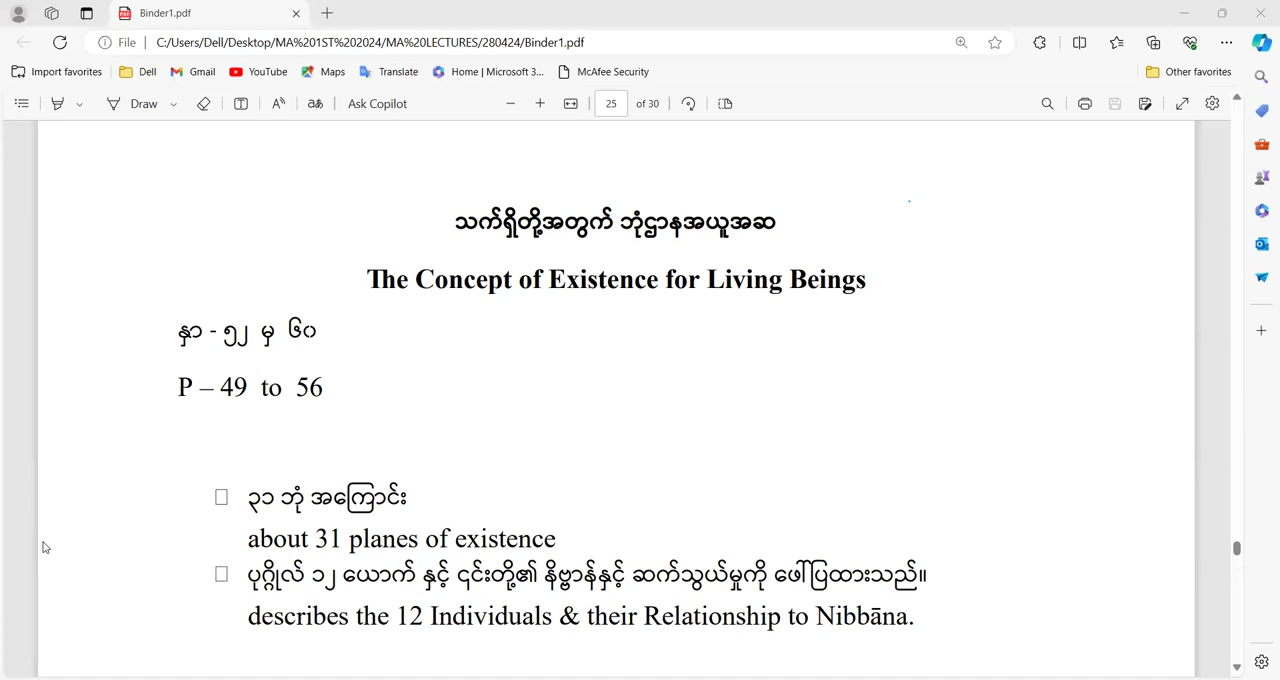 Binder1.pdf
File C:/Users/Dell/Desktop/MA%201ST%202024/MA%20LECTURES/280424/Binder1.pdf
Import favorites Dell Gmail YouTube Maps Translate Home | Microsoft 3... McAfee Security Other favorites
Draw Ask Copilot 25 of 30
သက်ရှိတို့အတွက် ဘုံဌာနအယူအဆ
The Concept of Existence for Living Beings
နှာ - ၅၂ မှ ၆၀
P – 49 to 56
၃၁ ဘုံ အကြောင်း
about 31 planes of existence
ပုဂ္ဂိုလ် ၁၂ ယောက် နှင့် ၎င်းတို့၏ နိဗ္ဗာန်နှင့် ဆက်သွယ်မှုကို ဖေါ်ပြထားသည်။
describes the 12 Individuals & their Relationship to Nibbāna.